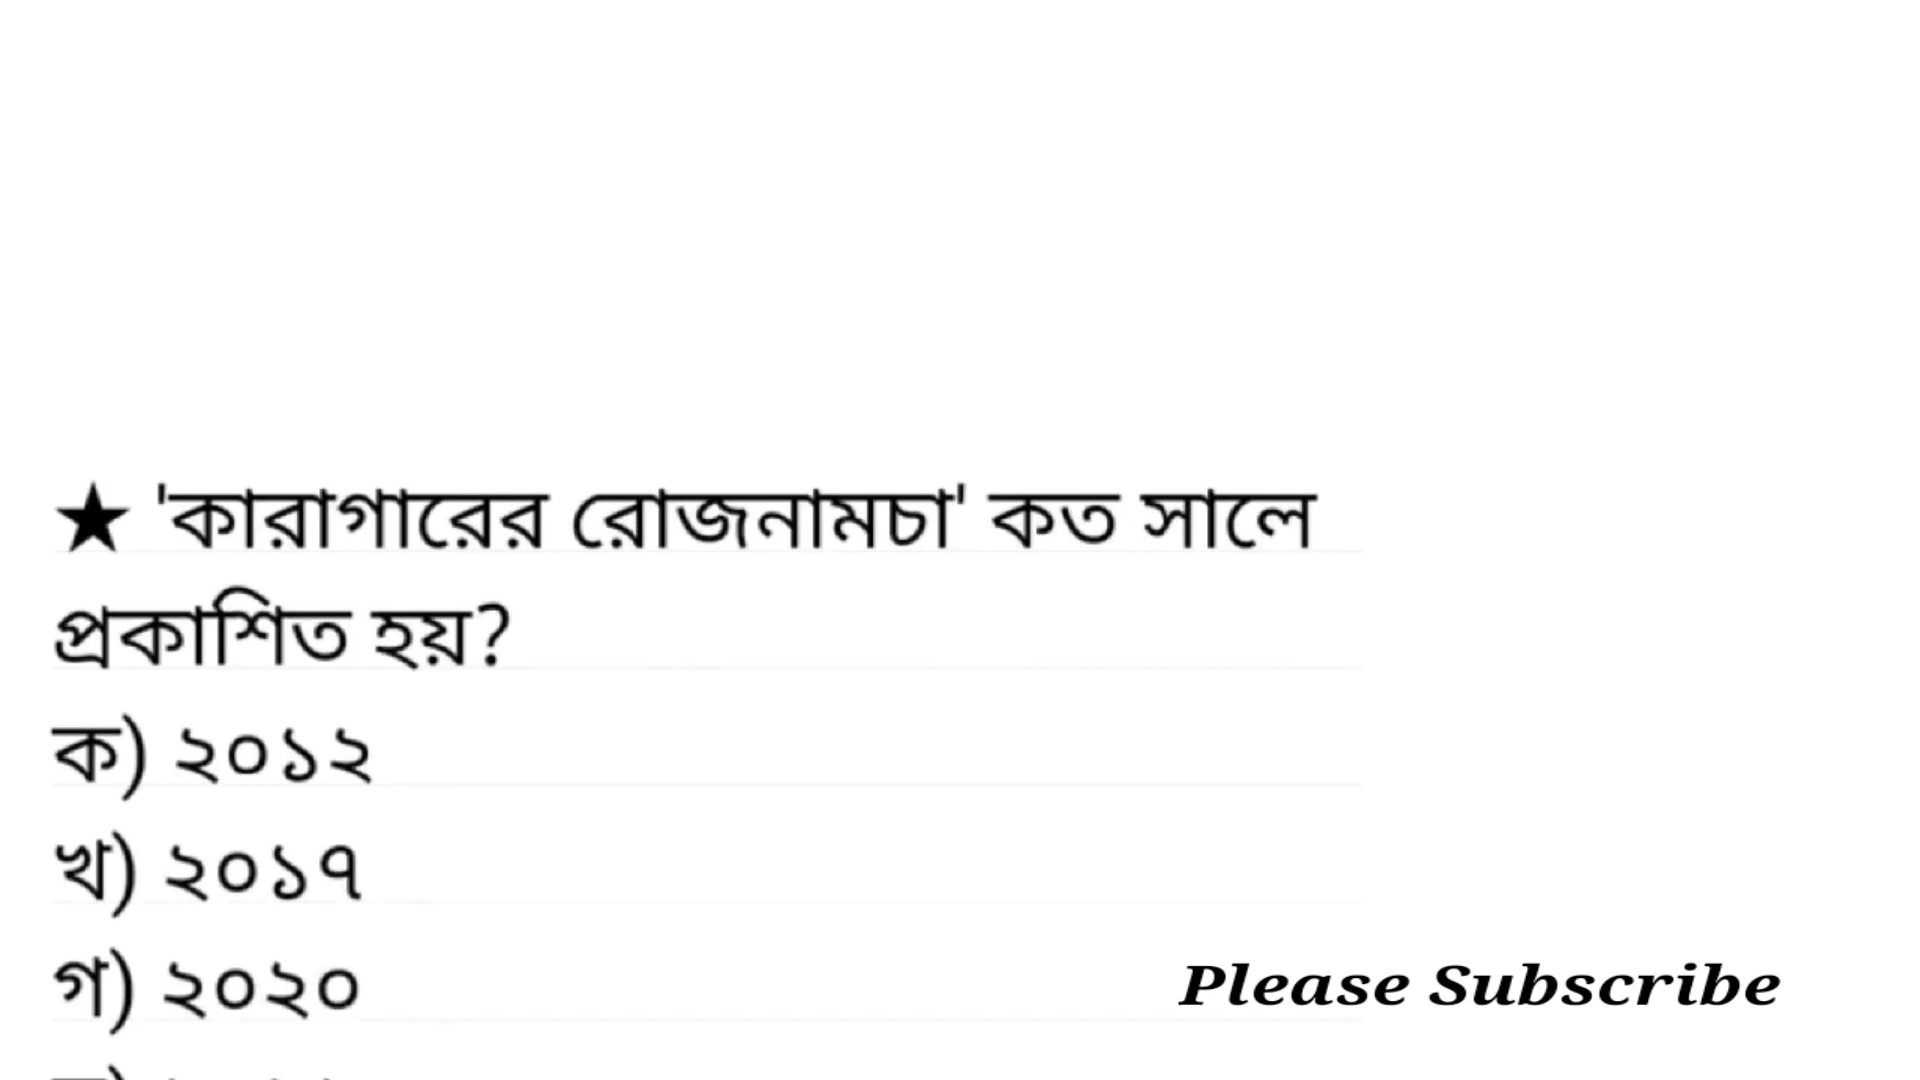 ★ 'কারাগারের রোজনামচা' কত সালে
প্রকাশিত হয়?
ক) ২০১২
খ) ২০১৭
গ) ২০২০
Please Subscribe